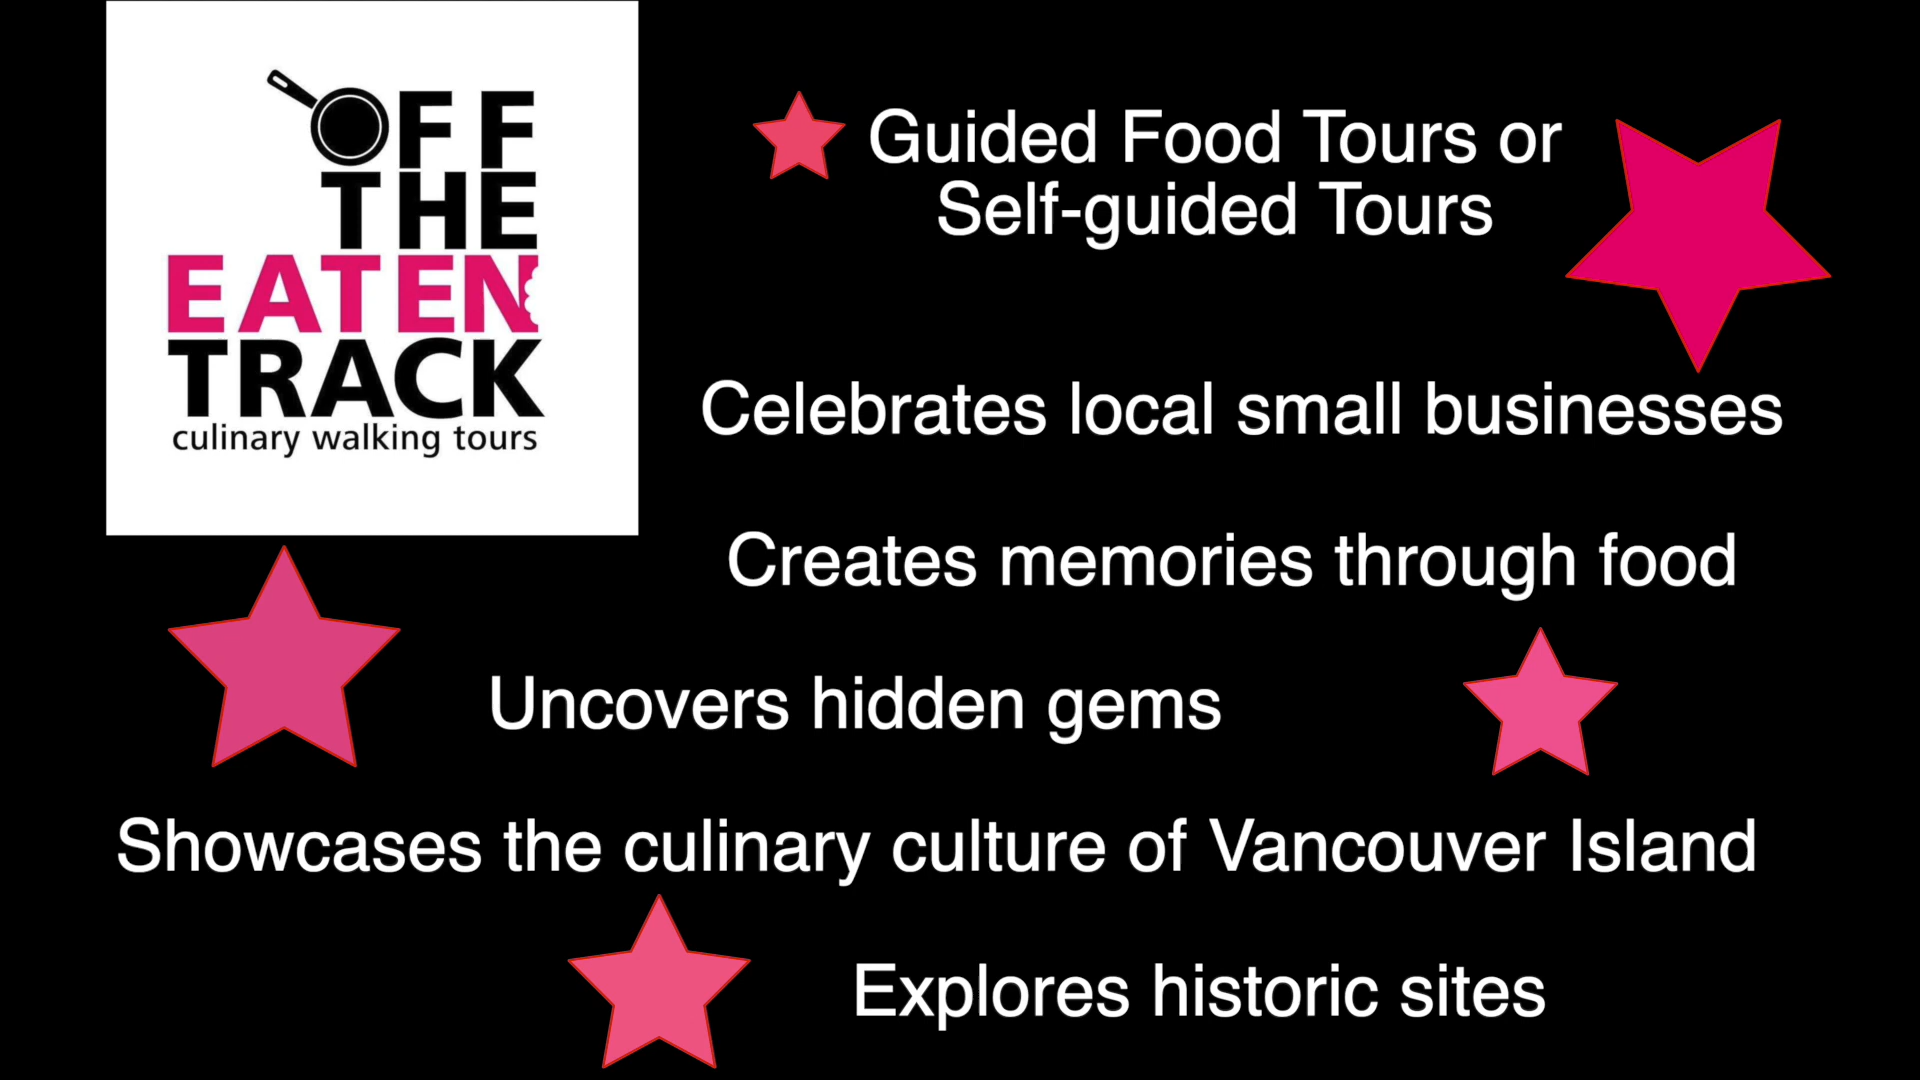 OFF
THE
EATEN
TRACK
culinary walking tours
Guided Food Tours or
Self-guided Tours
Celebrates local small businesses
Creates memories through food
Uncovers hidden gems
Showcases the culinary culture of Vancouver Island
Explores historic sites